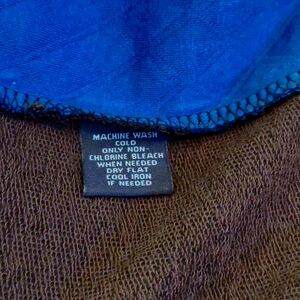 MACHINE WASH
COLD
ONLY NON-
CHLORINE BLEACH
WHEN NEEDED
DRY FLAT
COOL IRON
IF NEEDED